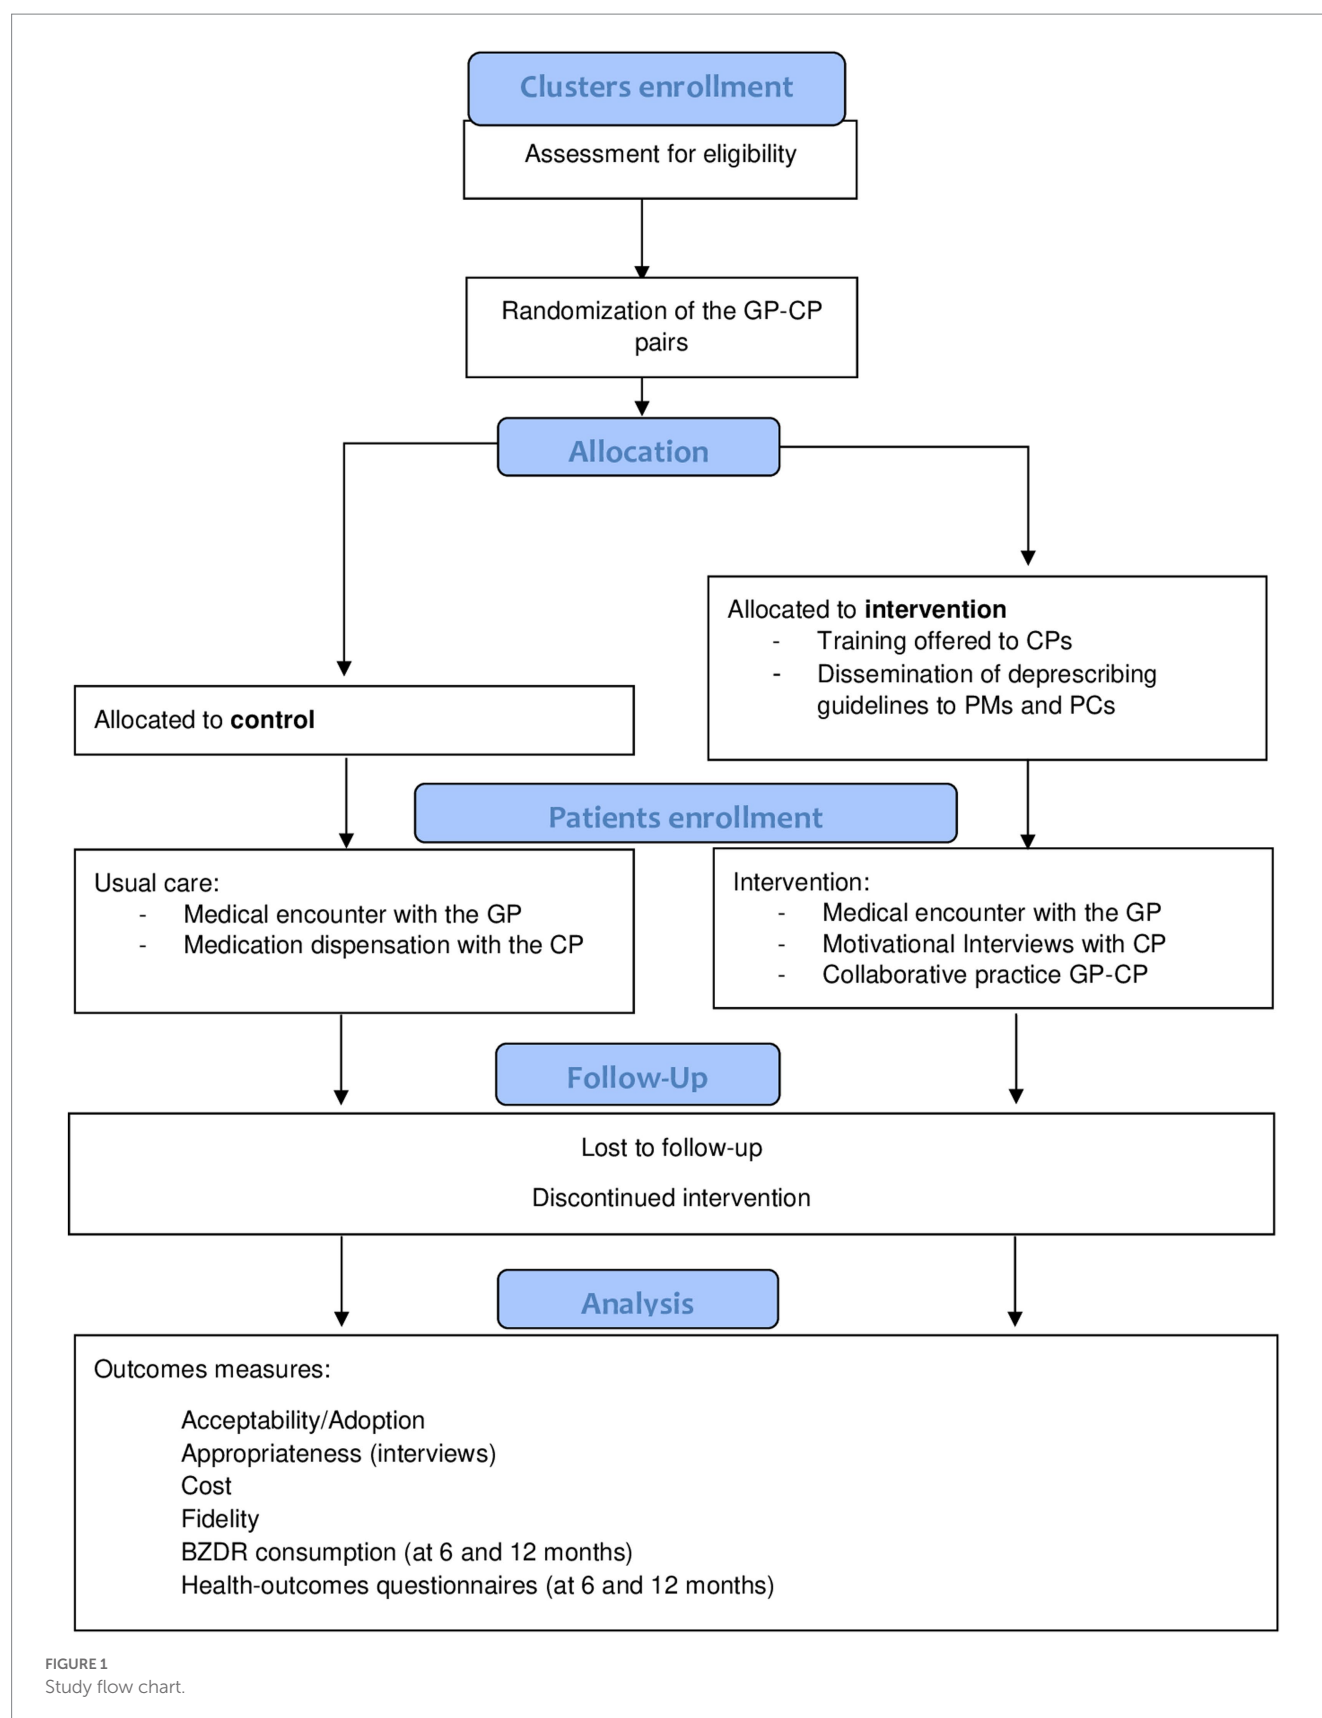 Clusters enrollment
Assessment for eligibility
Randomization of the GP-CP
pairs
Allocation
Allocated to intervention
- Training offered to CPs
- Dissemination of deprescribing
guidelines to PMs and PCs
Allocated to control
Patients enrollment
Usual care:
- Medical encounter with the GP
- Medication dispensation with the CP
Intervention:
- Medical encounter with the GP
- Motivational Interviews with CP
- Collaborative practice GP-CP
Follow-Up
Lost to follow-up
Discontinued intervention
Analysis
Outcomes measures:
Acceptability/Adoption
Appropriateness (interviews)
Cost
Fidelity
BZDR consumption (at 6 and 12 months)
Health-outcomes questionnaires (at 6 and 12 months)
FIGURE 1
Study flow chart.